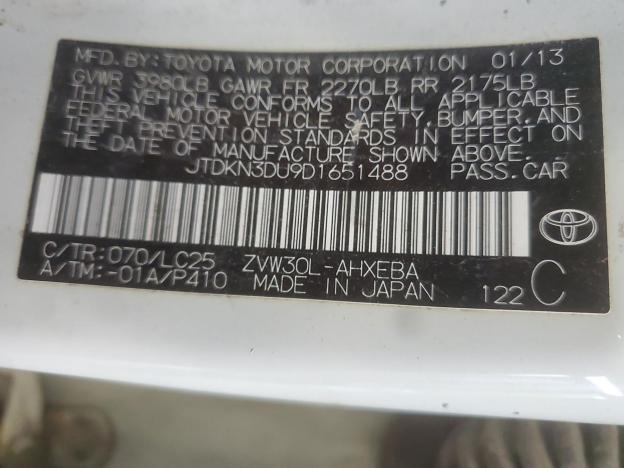 MFD.BY:TOYOTA MOTOR CORPORATION 01/13
GVWR 3980LB GAWR FR 2270LB RR 2175LB
THIS VEHICLE CONFORMS TO ALL APPLICABLE
FEDERAL MOTOR VEHICLE SAFETY,BUMPER,AND
THEFT PREVENTION STANDARDS IN EFFECT ON
THE DATE OF MANUFACTURE SHOWN ABOVE.
JTDKN3DU9D1651488 PASS.CAR
C/TR:070/LC25 ZVW30L-AHXEBA
A/TM:-01A/P410 MADE IN JAPAN 122 C